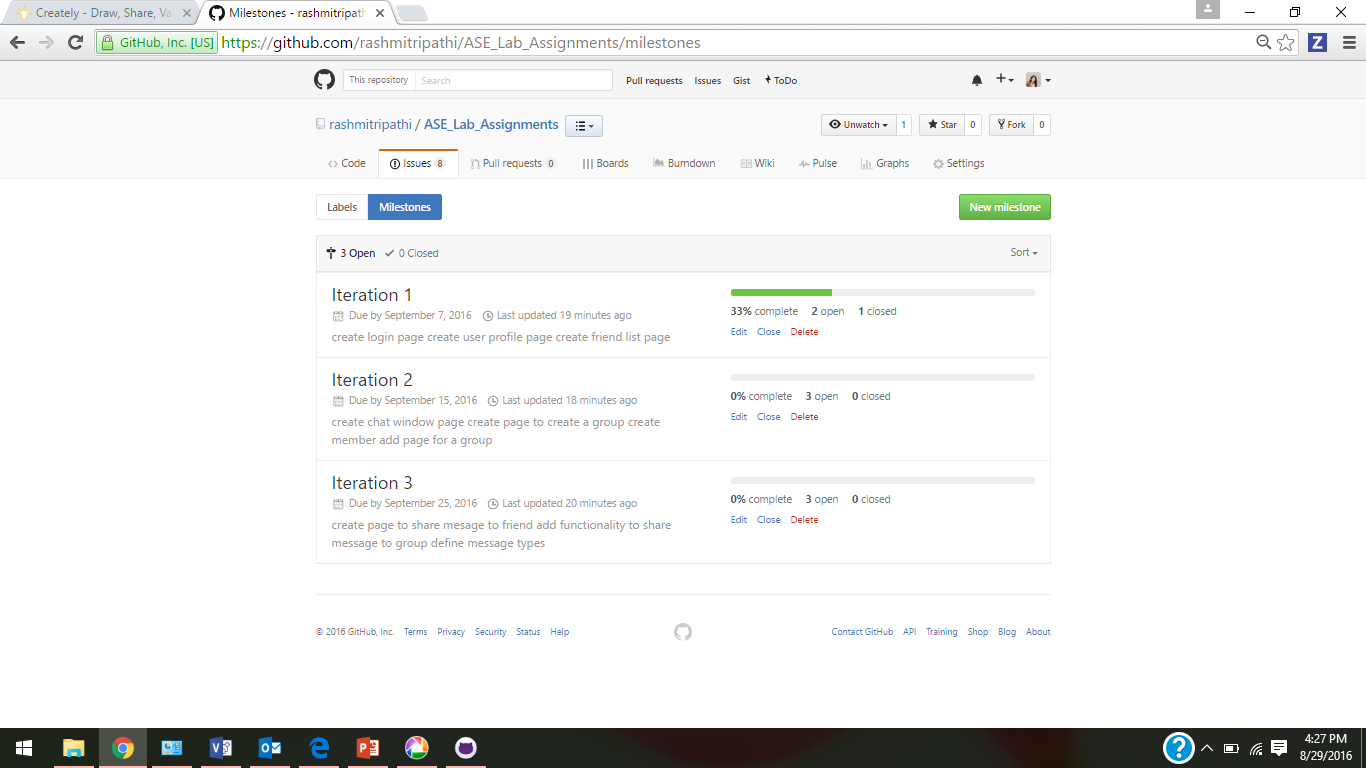 Creately - Draw, Share, Va
Milestones - rashmitripath
GitHub, Inc. [US] https://github.com/rashmitripathi/ASE_Lab_Assignments/milestones
Z
This repository Search Pull requests Issues Gist ToDo
rashmitripathi / ASE_Lab_Assignments
Unwatch 1 Star 0 Fork 0
Code Issues 8 Pull requests 0 Boards Burndown Wiki Pulse Graphs Settings
Labels Milestones New milestone
3 Open 0 Closed Sort
Iteration 1
Due by September 7, 2016 Last updated 19 minutes ago
create login page create user profile page create friend list page
33% complete 2 open 1 closed
Edit Close Delete
Iteration 2
Due by September 15, 2016 Last updated 18 minutes ago
create chat window page create page to create a group create
member add page for a group
0% complete 3 open 0 closed
Edit Close Delete
Iteration 3
Due by September 25, 2016 Last updated 20 minutes ago
create page to share mesage to friend add functionality to share
message to group define message types
0% complete 3 open 0 closed
Edit Close Delete
© 2016 GitHub, Inc. Terms Privacy Security Status Help
Contact GitHub API Training Shop Blog About
4:27 PM
8/29/2016